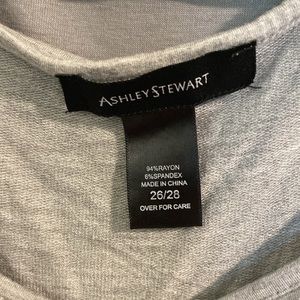 ASHLEY STEWART
94%RAYON
6%SPANDEX
MADE IN CHINA
26/28
OVER FOR CARE